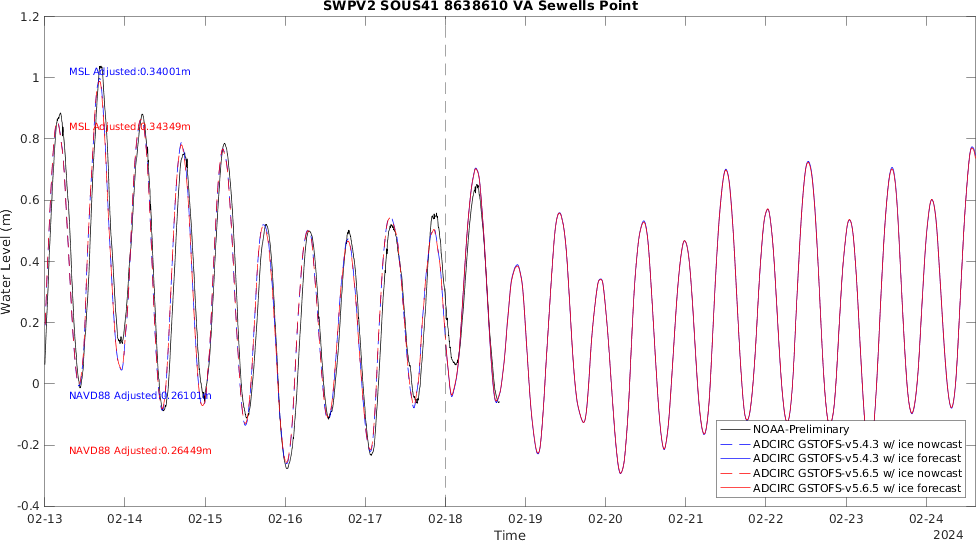 SWPV2 SOUS41 8638610 VA Sewells Point
1.2
1
0.8
0.6
0.4
0.2
0
-0.2
-0.4
Water Level (m)
MSL Adjusted:0.34001m
MSL Adjusted:0.34349m
NAVD88 Adjusted:0.26101m
NAVD88 Adjusted:0.26449m
NOAA-Preliminary
ADCIRC GSTOFS-v5.4.3 w/ ice nowcast
ADCIRC GSTOFS-v5.4.3 w/ ice forecast
ADCIRC GSTOFS-v5.6.5 w/ ice nowcast
ADCIRC GSTOFS-v5.6.5 w/ ice forecast
02-13 02-14 02-15 02-16 02-17 02-18 02-19 02-20 02-21 02-22 02-23 02-24
Time
2024